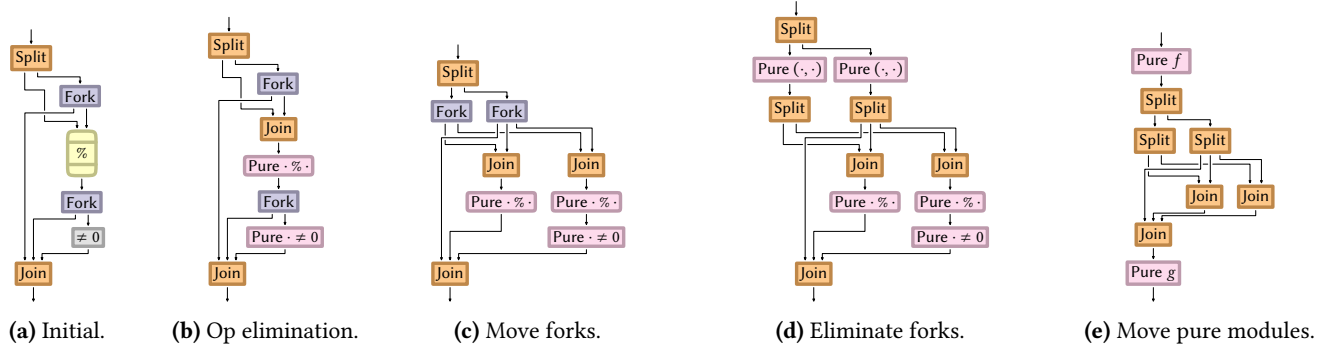 Split
Fork
%
Fork
≠ 0
Join
(a) Initial.
Split
Fork
Join
Pure · % ·
Fork
Pure · ≠ 0
Join
(b) Op elimination.
Split
Fork Fork
Join Join
Pure · % · Pure · % ·
Pure · ≠ 0
Join
(c) Move forks.
Split
Pure (·, ·) Pure (·, ·)
Split Split
Join Join
Pure · % · Pure · % ·
Pure · ≠ 0
Join
(d) Eliminate forks.
Pure f
Split
Split Split
Join Join
Join
Pure g
(e) Move pure modules.